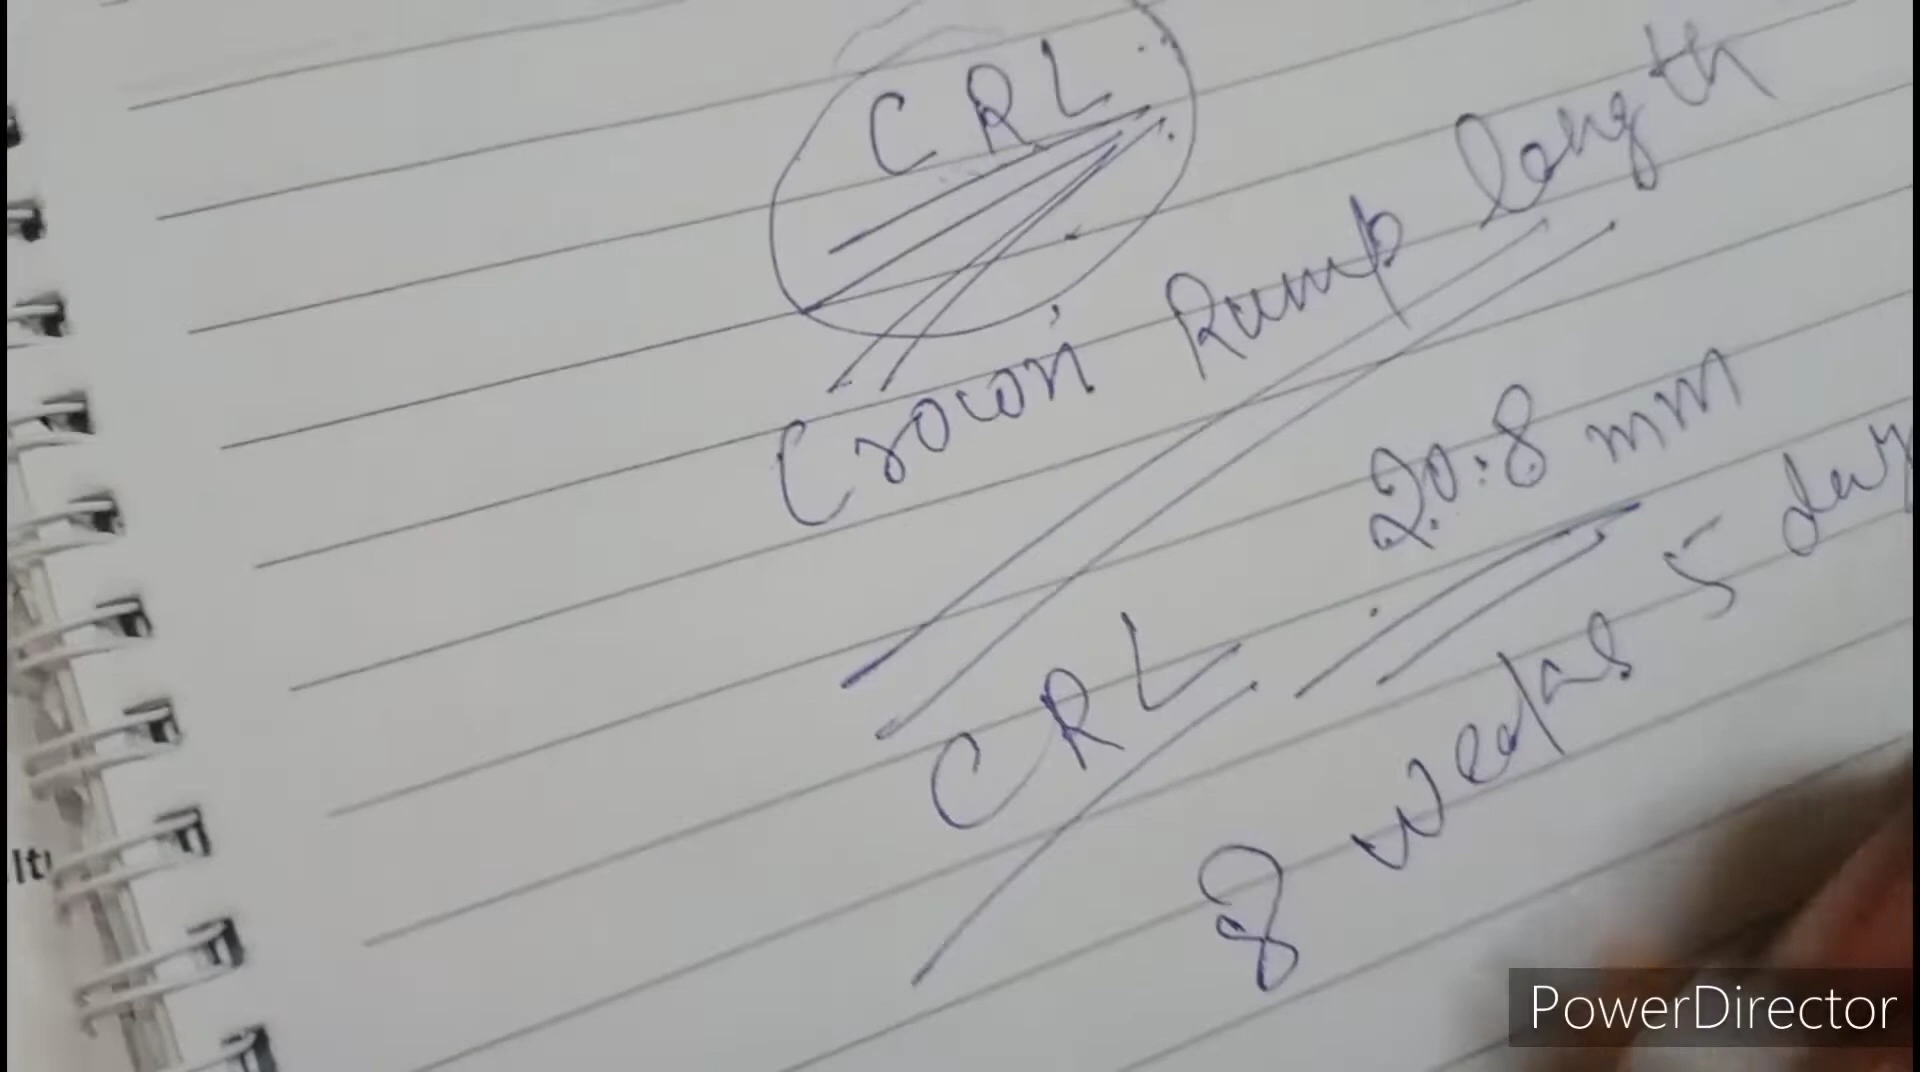 CRL
Crown Rump length
CRL 20.8 mm
8 weeks 5 day
PowerDirector